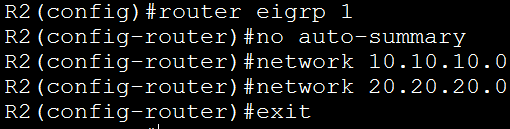 R2(config)#router eigrp 1
R2(config-router)#no auto-summary
R2(config-router)#network 10.10.10.0
R2(config-router)#network 20.20.20.0
R2(config-router)#exit